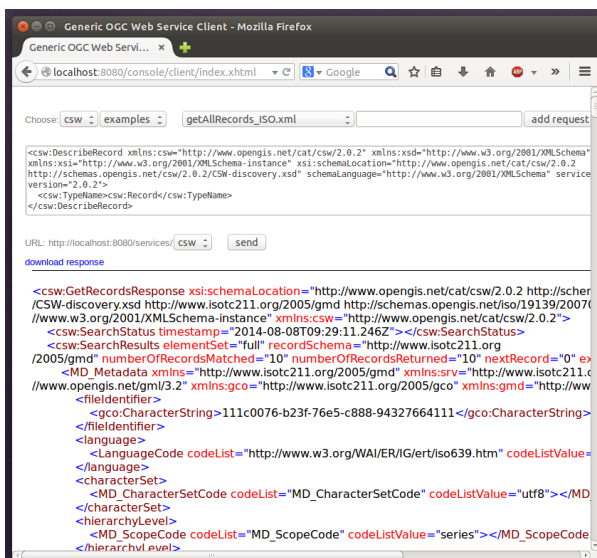 Generic OGC Web Service Client - Mozilla Firefox
Generic OGC Web Servi...
localhost:8080/console/client/index.xhtml
Google
Choose: csw examples getAllRecords_ISO.xml add request
<csw:DescribeRecord xmlns:csw="http://www.opengis.net/cat/csw/2.0.2" xmlns:xsd="http://www.w3.org/2001/XMLSchema"
xmlns:xsi="http://www.w3.org/2001/XMLSchema-instance" xsi:schemaLocation="http://www.opengis.net/cat/csw/2.0.2
http://schemas.opengis.net/csw/2.0.2/CSW-discovery.xsd" schemaLanguage="http://www.w3.org/2001/XMLSchema" service
version="2.0.2">
<csw:TypeName>csw:Record</csw:TypeName>
</csw:DescribeRecord>
URL: http://localhost:8080/services/ csw send
download response
<csw:GetRecordsResponse xsi:schemaLocation="http://www.opengis.net/cat/csw/2.0.2 http://scher
/CSW-discovery.xsd http://www.isotc211.org/2005/gmd http://schemas.opengis.net/iso/19139/2007(
//www.w3.org/2001/XMLSchema-instance" xmlns:csw="http://www.opengis.net/cat/csw/2.0.2">
<csw:SearchStatus timestamp="2014-08-08T09:29:11.246Z"></csw:SearchStatus>
<csw:SearchResults elementSet="full" recordSchema="http://www.isotc211.org
/2005/gmd" numberOfRecordsMatched="10" numberOfRecordsReturned="10" nextRecord="0" ex
<MD_Metadata xmlns="http://www.isotc211.org/2005/gmd" xmlns:srv="http://www.isotc211.o
//www.opengis.net/gml/3.2" xmlns:gco="http://www.isotc211.org/2005/gco" xmlns:gmd="http://ww
<fileIdentifier>
<gco:CharacterString>111c0076-b23f-76e5-c888-94327664111</gco:CharacterString>
</fileIdentifier>
<language>
<LanguageCode codeList="http://www.w3.org/WAI/ER/IG/ert/iso639.htm" codeListValue=
</language>
<characterSet>
<MD_CharacterSetCode codeList="MD_CharacterSetCode" codeListValue="utf8"></MD_
</characterSet>
<hierarchyLevel>
<MD_ScopeCode codeList="MD_ScopeCode" codeListValue="series"></MD_ScopeCode
</hierarchyLevel>